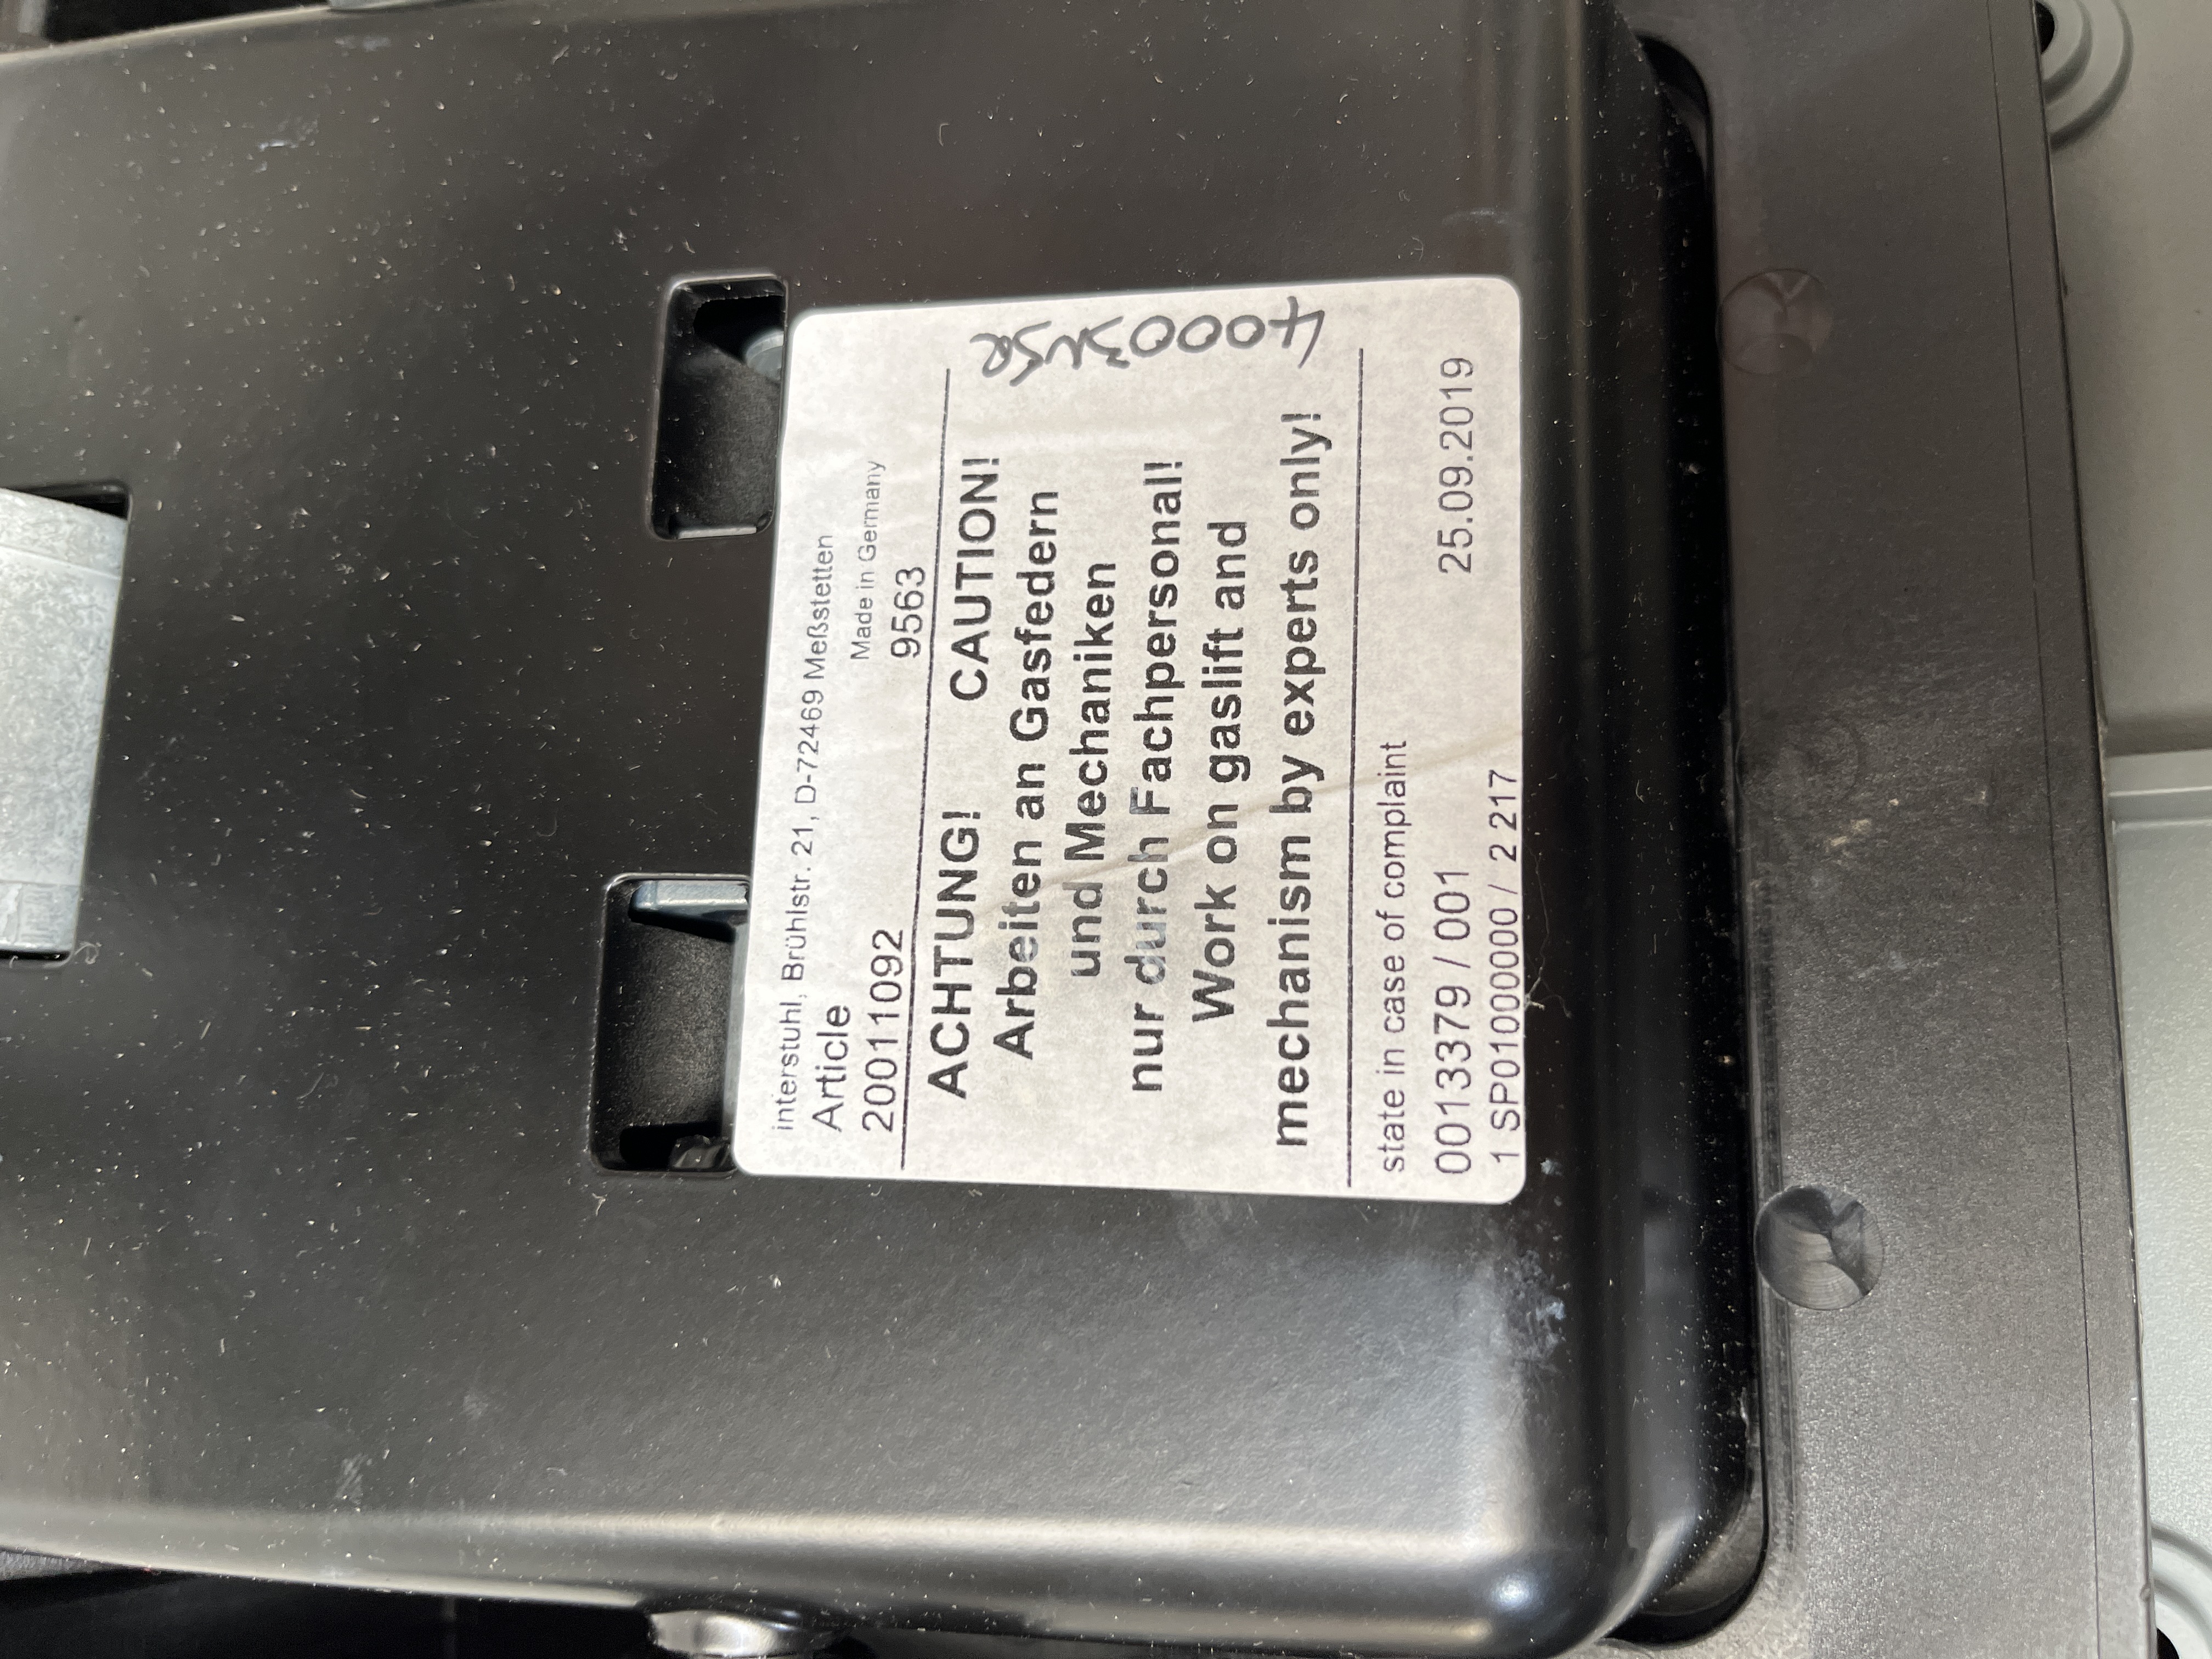 interstuhl, Brühlstr. 21, D-72469 Meßstetten
Article Made in Germany
20011092 9563
ACHTUNG! CAUTION!
Arbeiten an Gasfedern
und Mechaniken
nur durch Fachpersonal!
Work on gaslift and
mechanism by experts only!
state in case of complaint
0013379 / 001 25.09.2019
1 SP01000000 / 2 217